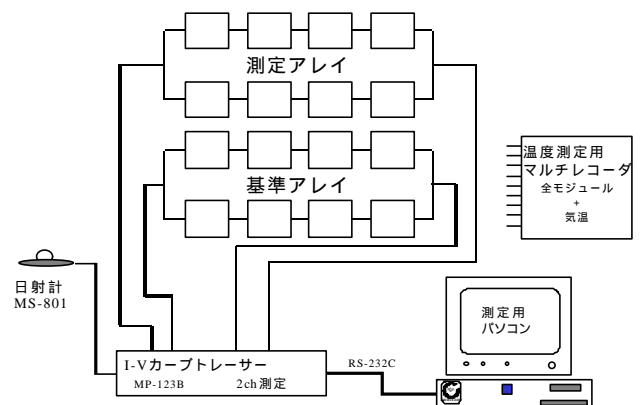 測定アレイ
基準アレイ
温度測定用
マルチレコーダ
全モジュール
+
気温
日射計
MS-801
測定用
パソコン
I-Vカーブトレーサー
MP-123B 2ch測定
RS-232C